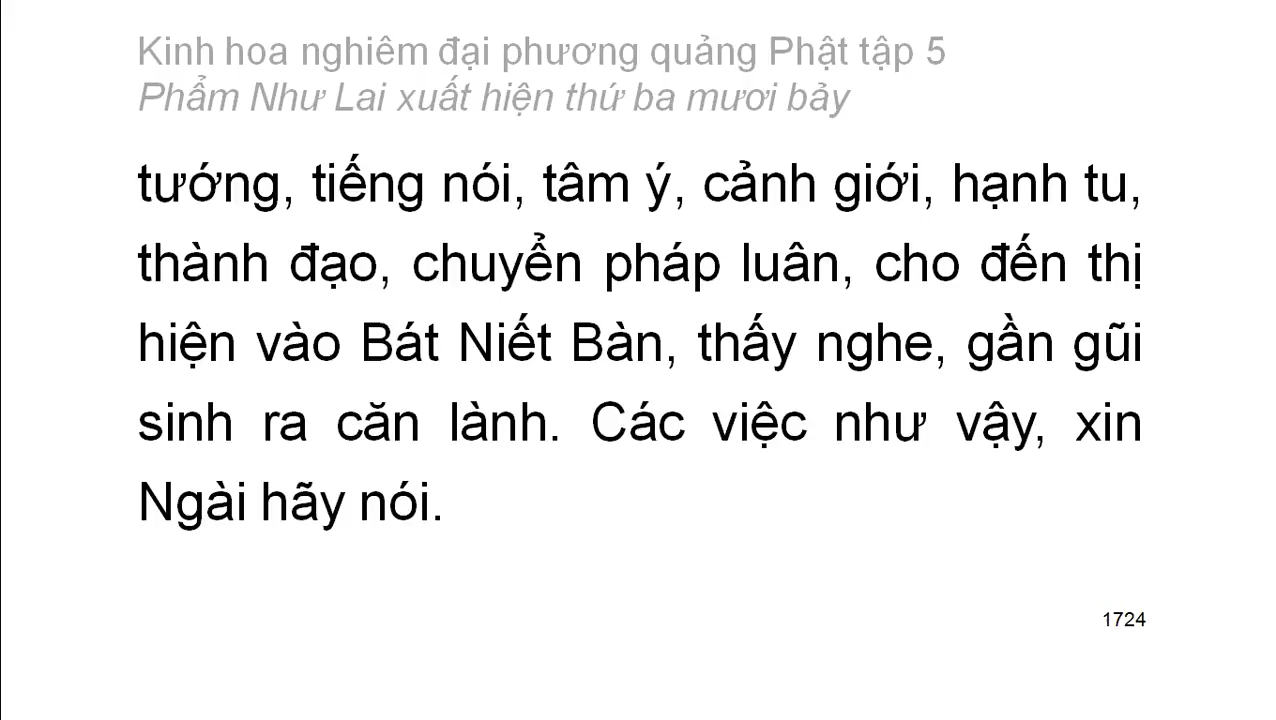 Kinh hoa nghiêm đại phương quảng Phật tập 5
Phẩm Như Lai xuất hiện thứ ba mươi bảy
tướng, tiếng nói, tâm ý, cảnh giới, hạnh tu,
thành đạo, chuyển pháp luân, cho đến thị
hiện vào Bát Niết Bàn, thấy nghe, gần gũi
sinh ra căn lành. Các việc như vậy, xin
Ngài hãy nói.
1724